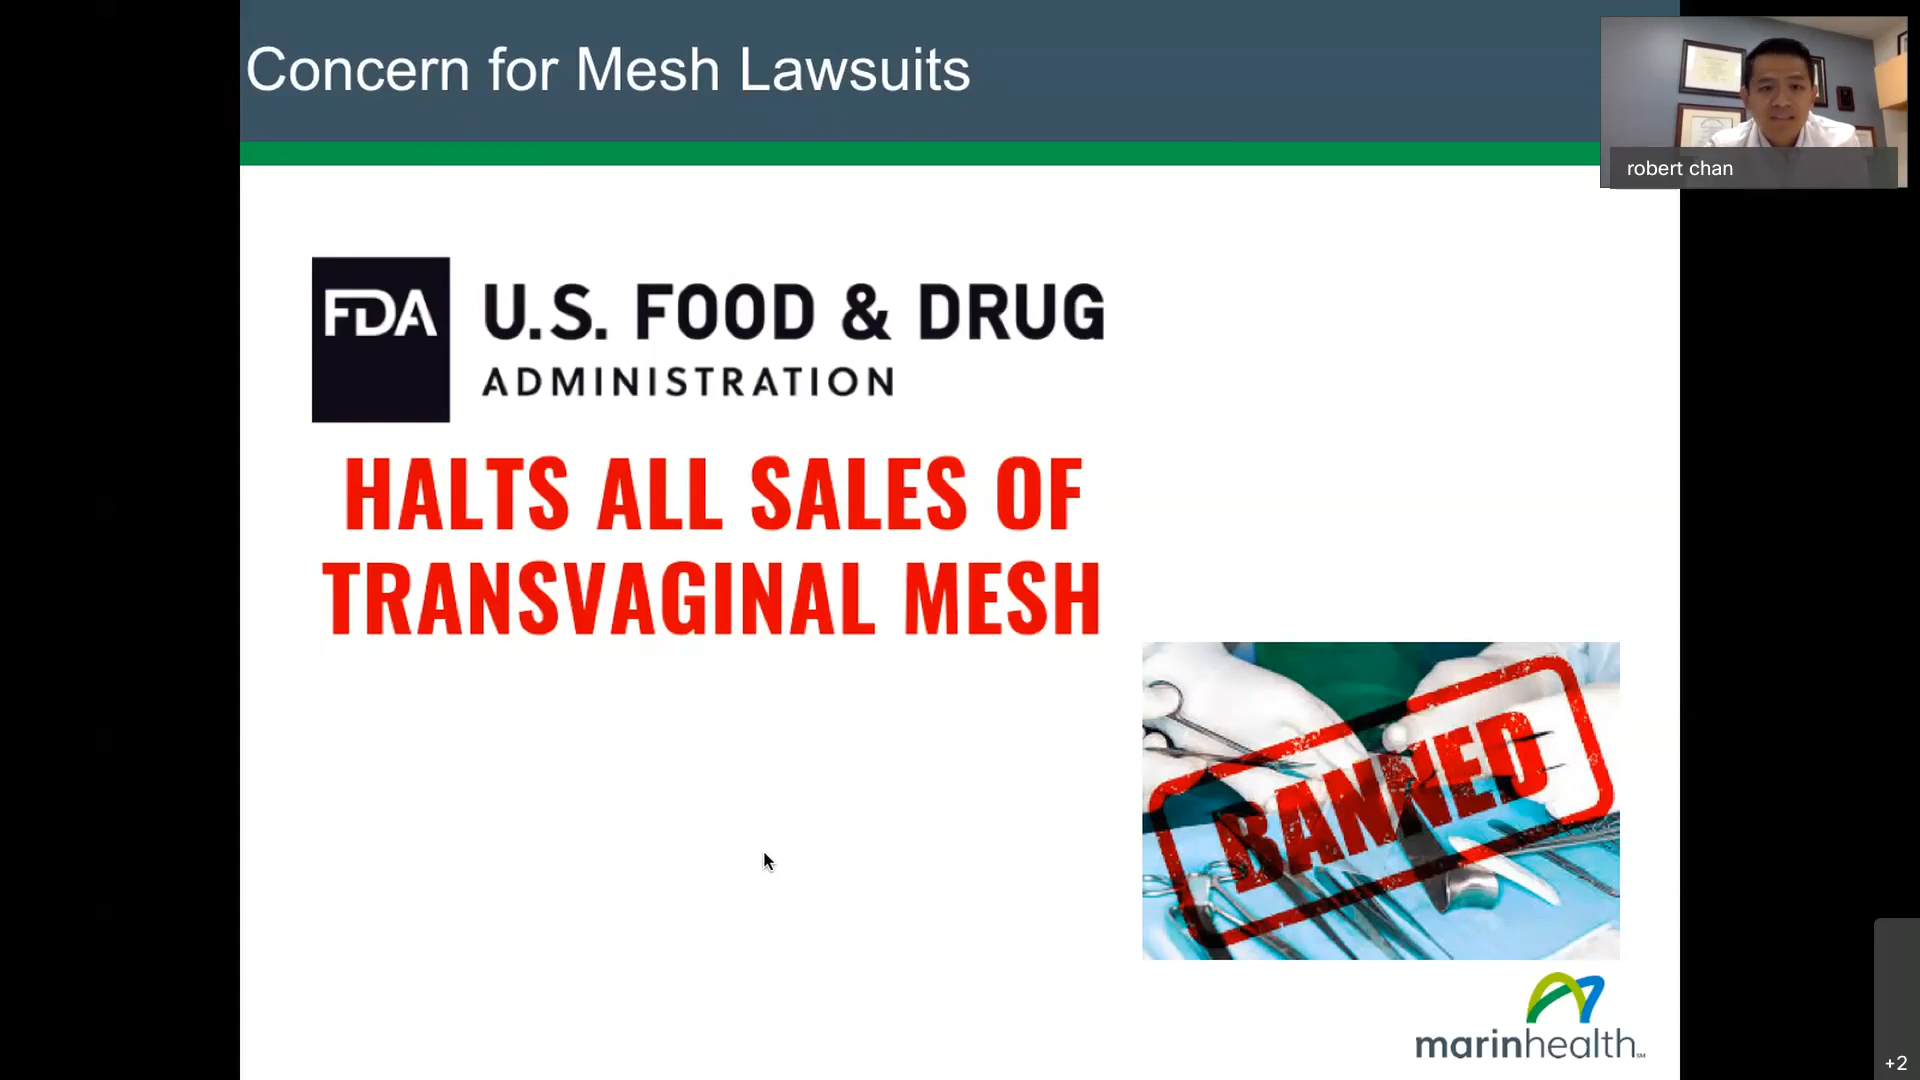 Concern for Mesh Lawsuits
robert chan
FDA
U.S. FOOD & DRUG
ADMINISTRATION
HALTS ALL SALES OF
TRANSVAGINAL MESH
BANNED
marinhealth
+2